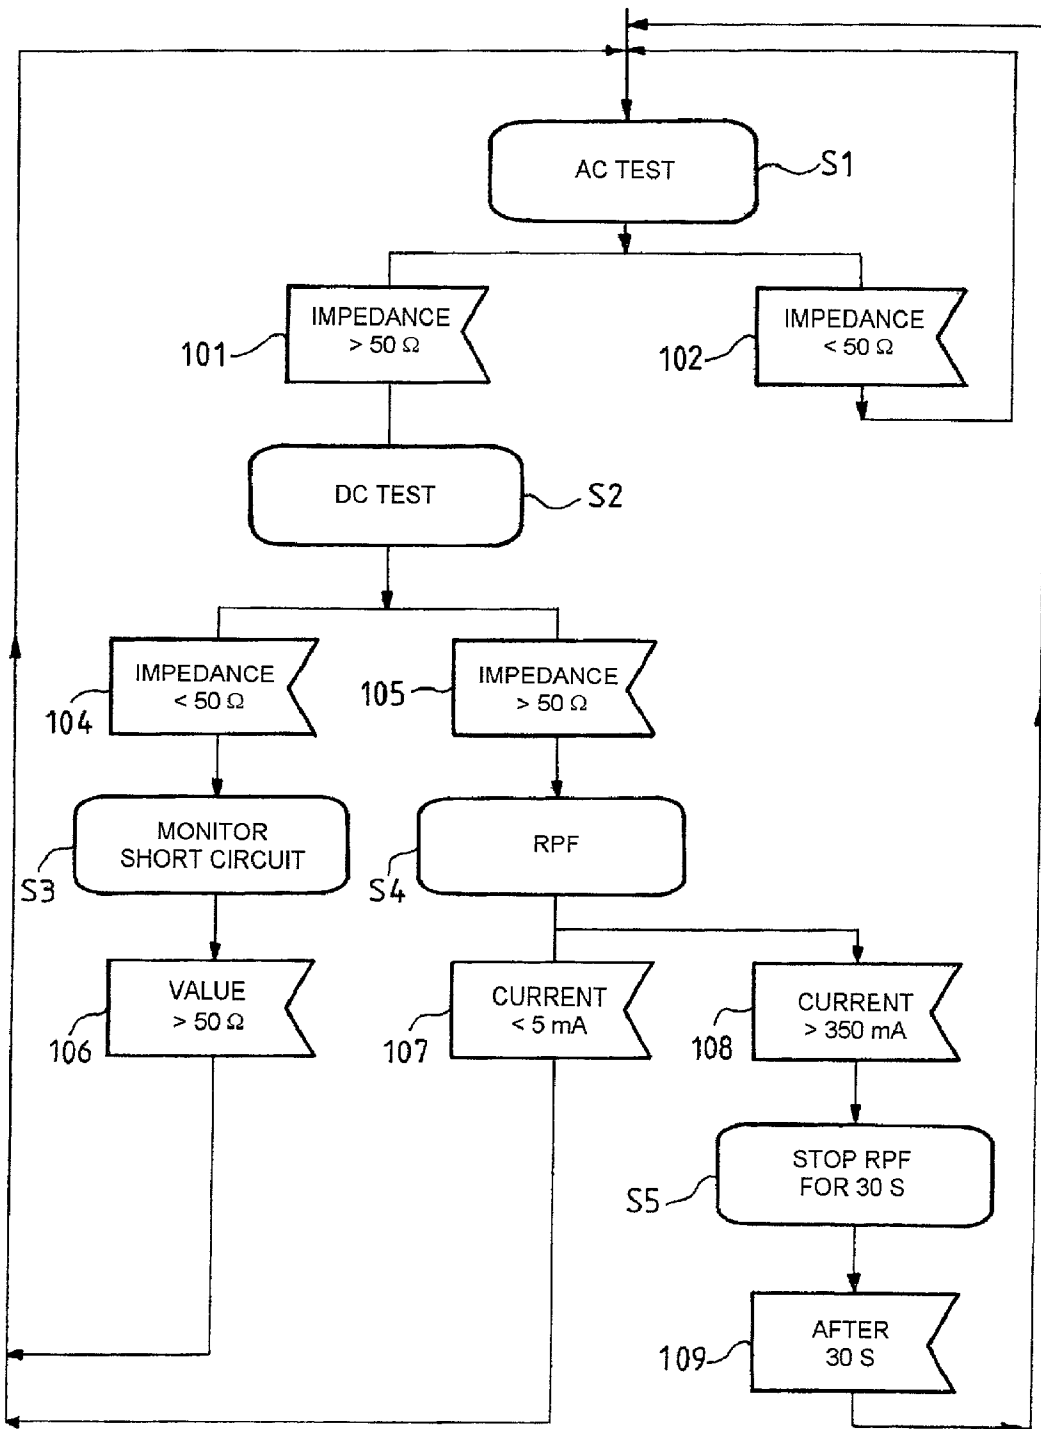 AC TEST
S1
IMPEDANCE
> 50 Ω
101
IMPEDANCE
< 50 Ω
102
DC TEST
S2
IMPEDANCE
< 50 Ω
104
IMPEDANCE
> 50 Ω
105
MONITOR
SHORT CIRCUIT
S3
RPF
S4
VALUE
> 50 Ω
106
CURRENT
< 5 mA
107
CURRENT
> 350 mA
108
STOP RPF
FOR 30 S
S5
AFTER
30 S
109